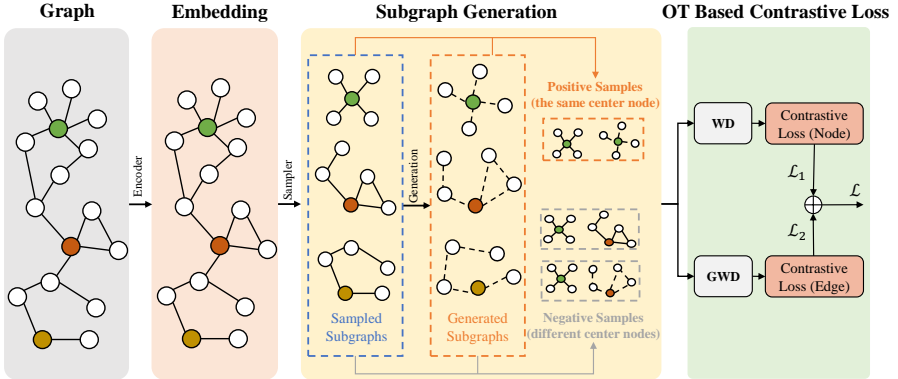 Graph
Embedding
Subgraph Generation
OT Based Contrastive Loss
Encoder
Sampler
Generation
Sampled
Subgraphs
Generated
Subgraphs
Positive Samples
(the same center node)
Negative Samples
(different center nodes)
WD
Contrastive
Loss (Node)
ℒ₁
ℒ
ℒ₂
GWD
Contrastive
Loss (Edge)